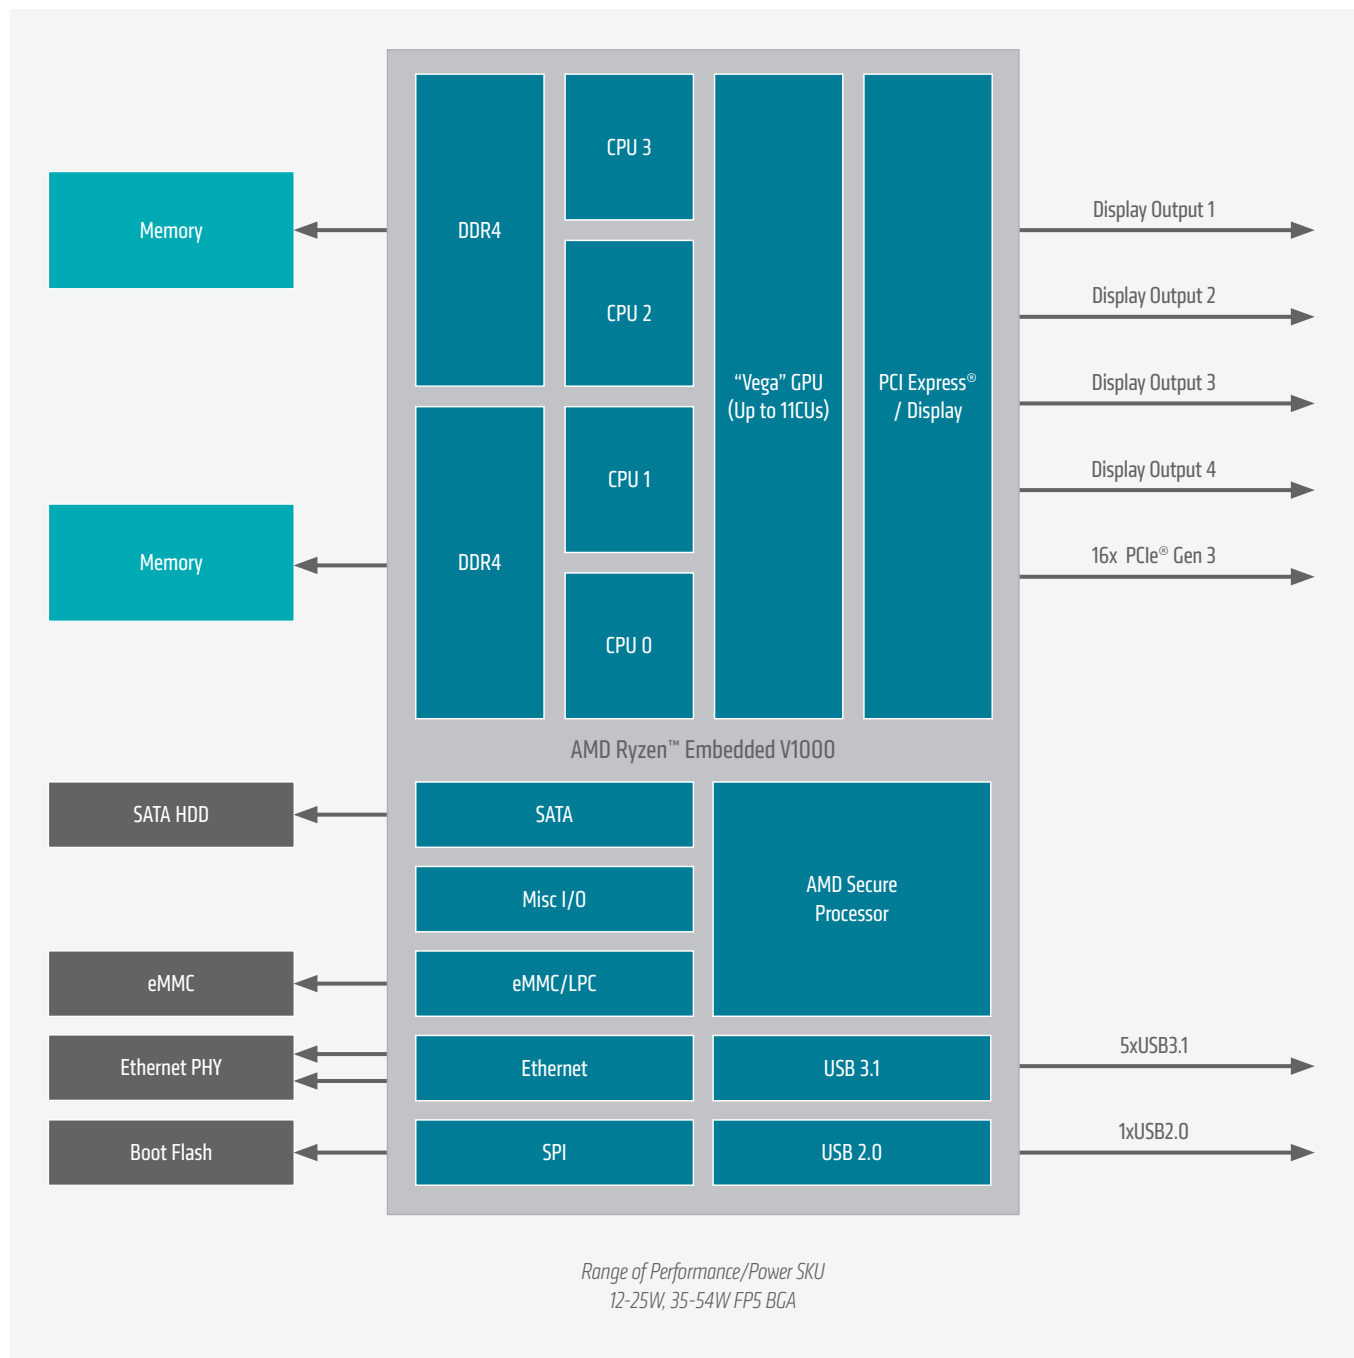 CPU 3
Memory
DDR4
CPU 2
"Vega" GPU
(Up to 11CUs)
PCI Express®
/ Display
Display Output 1
Display Output 2
Display Output 3
Display Output 4
16x PCIe® Gen 3
Memory
DDR4
CPU 1
CPU 0
AMD Ryzen™ Embedded V1000
SATA HDD
SATA
Misc I/O
AMD Secure
Processor
eMMC
eMMC/LPC
Ethernet PHY
Ethernet
USB 3.1
5xUSB3.1
Boot Flash
SPI
USB 2.0
1xUSB2.0
Range of Performance/Power SKU
12-25W, 35-54W FP5 BGA